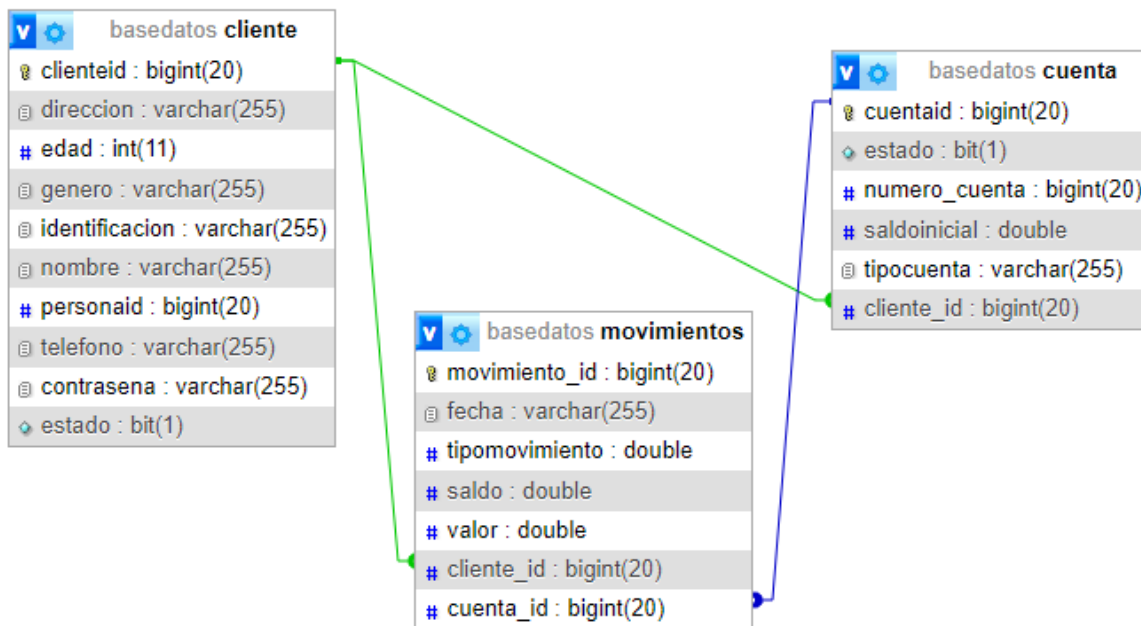 basedatos cliente
clienteid : bigint(20)
direccion : varchar(255)
edad : int(11)
genero : varchar(255)
identificacion : varchar(255)
nombre : varchar(255)
personaid : bigint(20)
telefono : varchar(255)
contrasena : varchar(255)
estado : bit(1)
basedatos movimientos
movimiento_id : bigint(20)
fecha : varchar(255)
tipomovimiento : double
saldo : double
valor : double
cliente_id : bigint(20)
cuenta_id : bigint(20)
basedatos cuenta
cuentaid : bigint(20)
estado : bit(1)
numero_cuenta : bigint(20)
saldoinicial : double
tipocuenta : varchar(255)
cliente_id : bigint(20)